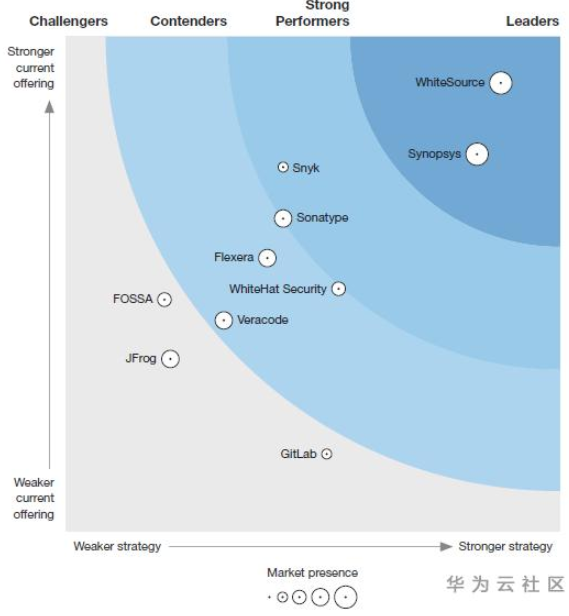 Challengers
Contenders
Strong
Performers
Leaders
Stronger
current
offering
WhiteSource
Synopsys
Snyk
Sonatype
Flexera
WhiteHat Security
FOSSA
Veracode
JFrog
GitLab
Weaker
current
offering
Weaker strategy
Stronger strategy
Market presence
华为云社区